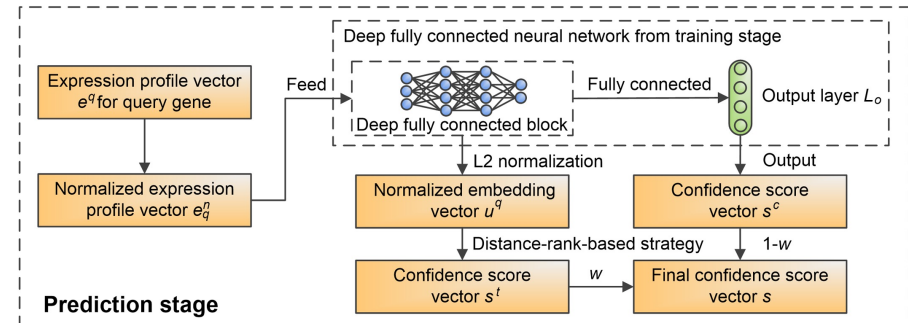 Deep fully connected neural network from training stage
Expression profile vector
e^q for query gene
Feed
Deep fully connected block
Fully connected
Output layer L_o
L2 normalization
Output
Normalized expression
profile vector e_q^n
Normalized embedding
vector u^q
Confidence score
vector s^c
Distance-rank-based strategy
1-w
Confidence score
vector s^t
w
Final confidence score
vector s
Prediction stage